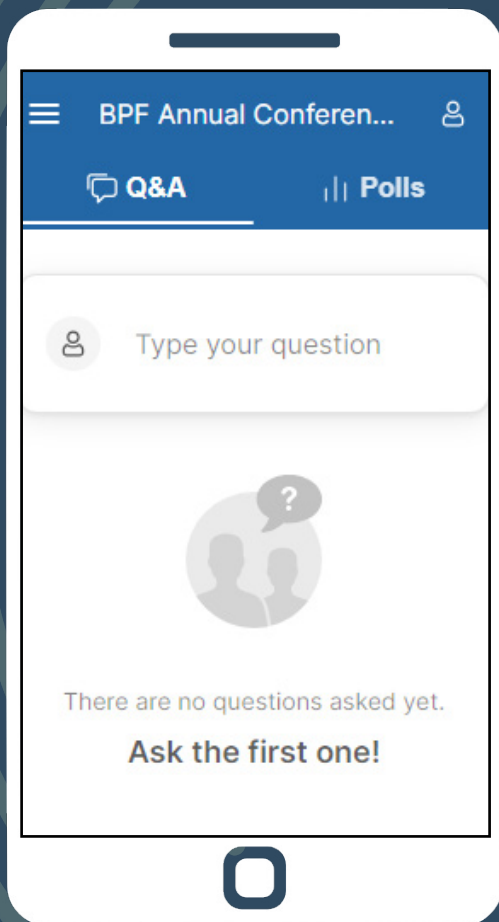 BPF Annual Conferen...
Q&A
Polls
Type your question
?
There are no questions asked yet.
Ask the first one!